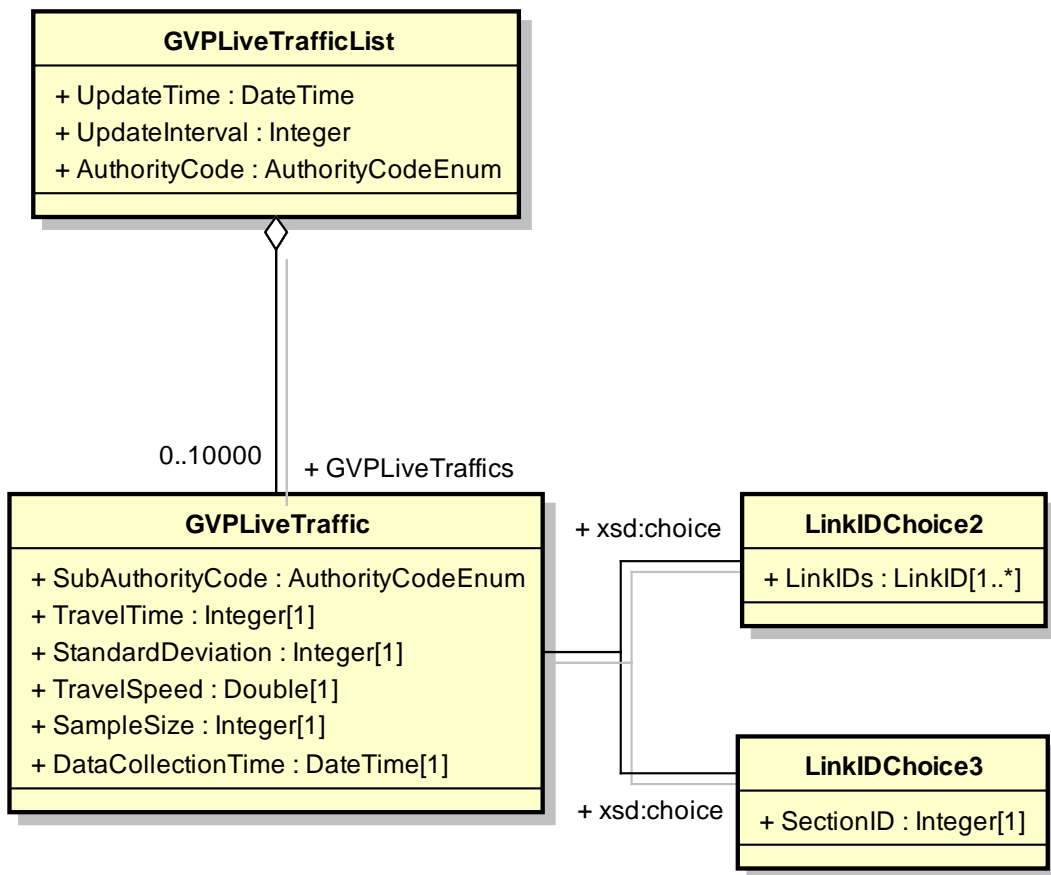 GVPLiveTrafficList
+ UpdateTime : DateTime
+ UpdateInterval : Integer
+ AuthorityCode : AuthorityCodeEnum
0..10000
+ GVPLiveTraffics
GVPLiveTraffic
+ SubAuthorityCode : AuthorityCodeEnum
+ TravelTime : Integer[1]
+ StandardDeviation : Integer[1]
+ TravelSpeed : Double[1]
+ SampleSize : Integer[1]
+ DataCollectionTime : DateTime[1]
+ xsd:choice
LinkIDChoice2
+ LinkIDs : LinkID[1..*]
+ xsd:choice
LinkIDChoice3
+ SectionID : Integer[1]